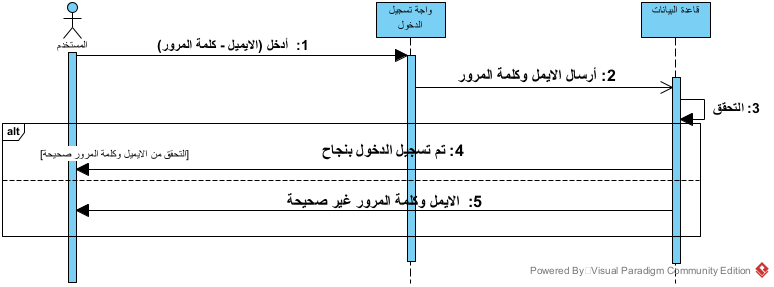 المستخدم
واجة تسجيل
الدخول
قاعدة البيانات
1: أدخل (الايميل - كلمة المرور)
2: أرسال الايمل وكلمة المرور
3: التحقق
alt
[التحقق من الايميل وكلمة المرور صحيحة]
4: تم تسجيل الدخول بنجاح
5: الايمل وكلمة المرور غير صحيحة
Powered By Visual Paradigm Community Edition